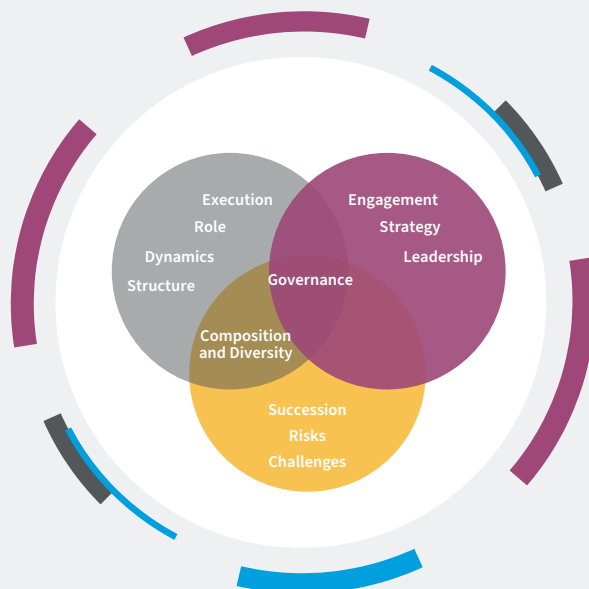 Execution
Role
Dynamics
Structure
Engagement
Strategy
Leadership
Governance
Composition
and Diversity
Succession
Risks
Challenges